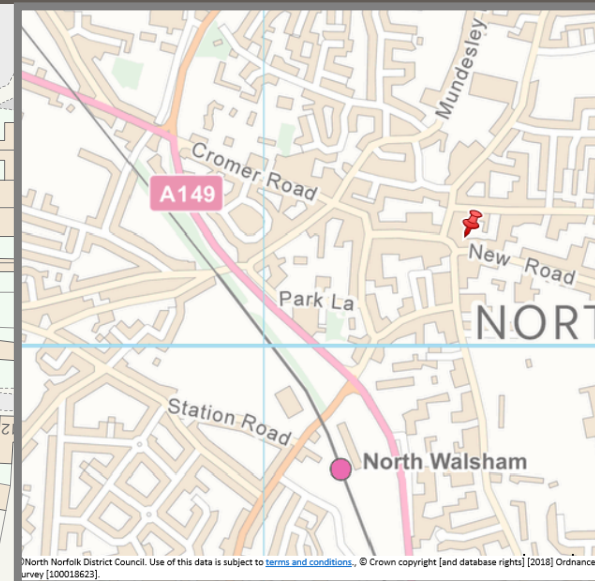 Mundesley
Cromer Road
A149
New Road
Park La
NORT
Station Road
North Walsham
North Norfolk District Council. Use of this data is subject to terms and conditions., © Crown copyright [and database rights] [2018] Ordnance
urvey [100018623].